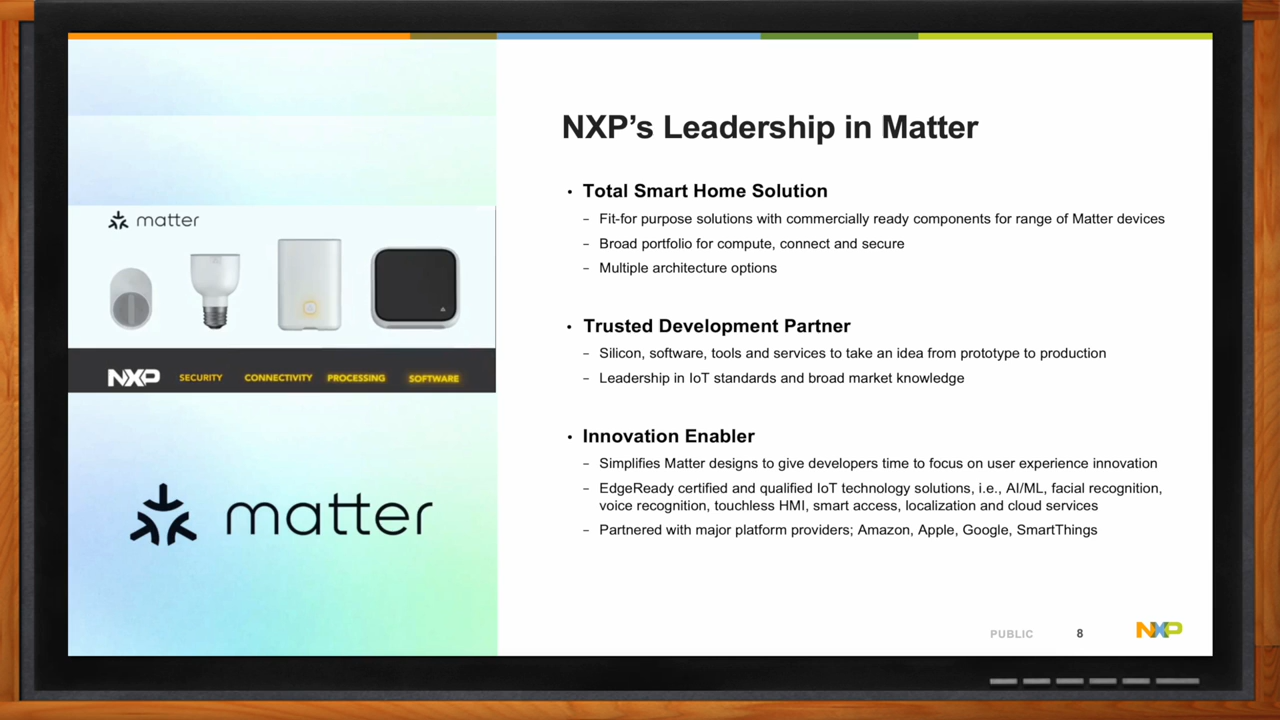 matter
NXP SECURITY CONNECTIVITY PROCESSING SOFTWARE
matter
NXP’s Leadership in Matter
• Total Smart Home Solution
– Fit-for purpose solutions with commercially ready components for range of Matter devices
– Broad portfolio for compute, connect and secure
– Multiple architecture options
• Trusted Development Partner
– Silicon, software, tools and services to take an idea from prototype to production
– Leadership in IoT standards and broad market knowledge
• Innovation Enabler
– Simplifies Matter designs to give developers time to focus on user experience innovation
– EdgeReady certified and qualified IoT technology solutions, i.e., AI/ML, facial recognition,
voice recognition, touchless HMI, smart access, localization and cloud services
– Partnered with major platform providers; Amazon, Apple, Google, SmartThings
PUBLIC 8 NXP